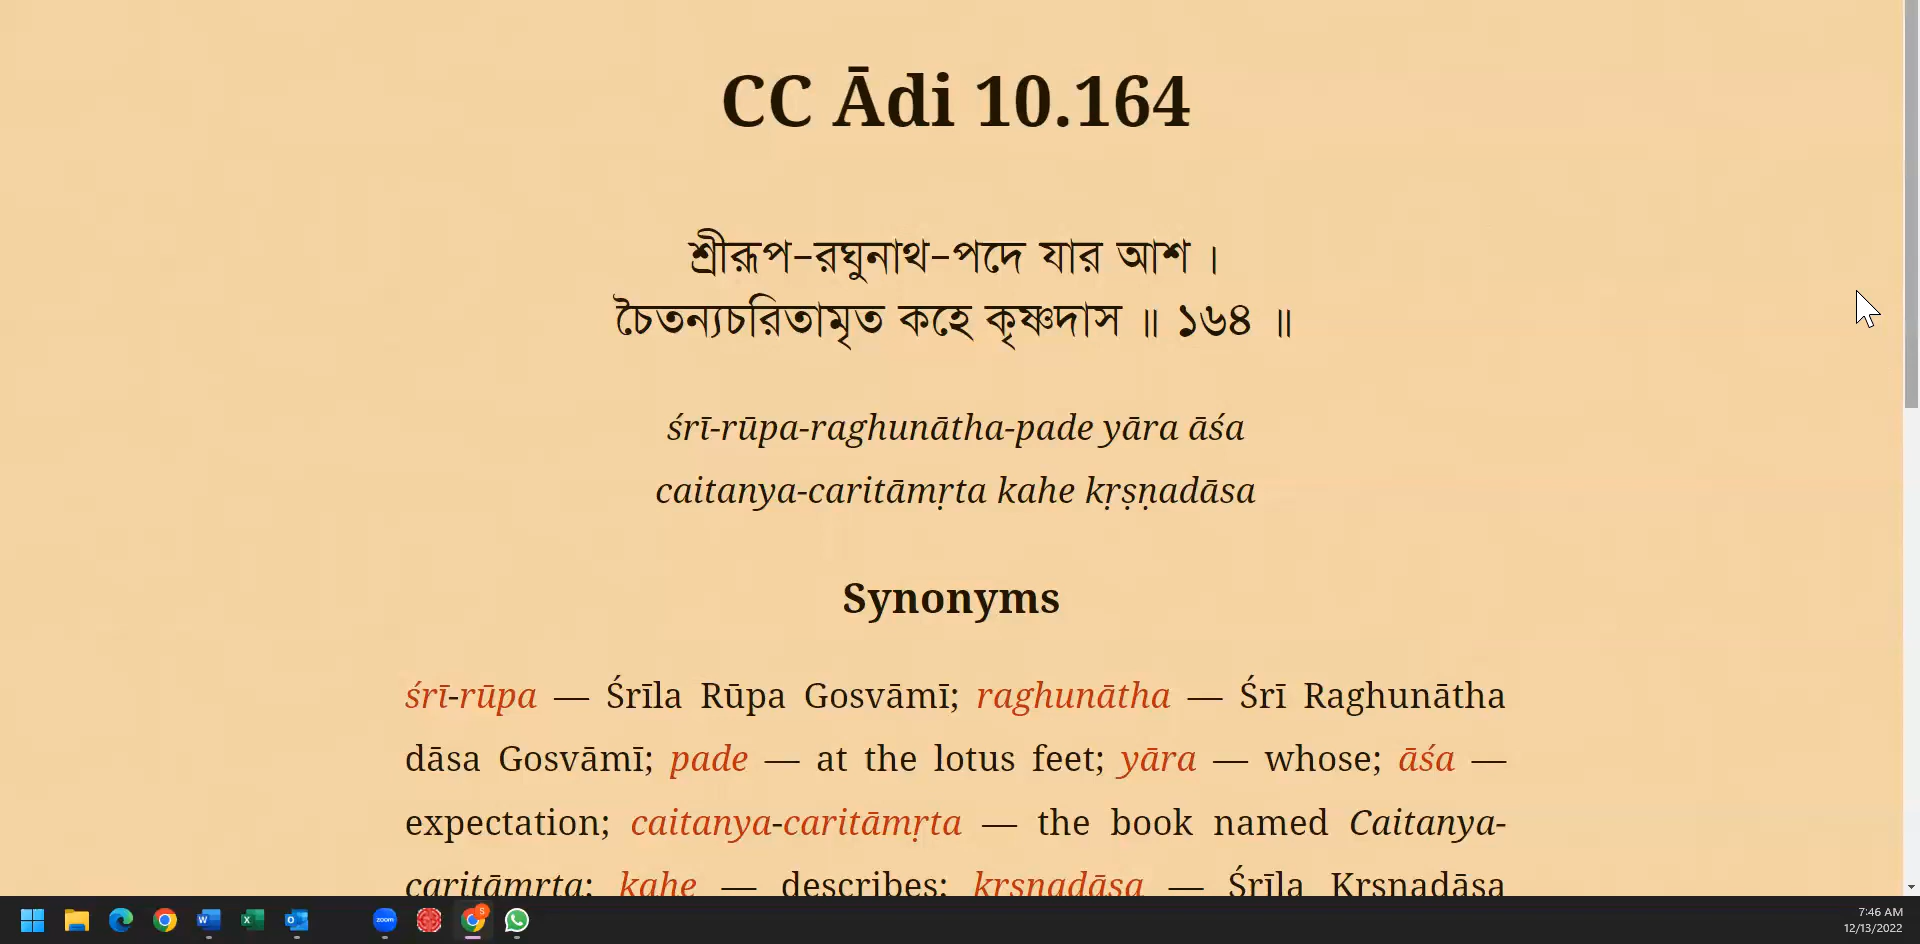 CC Ādi 10.164
শ্রীরূপ-রঘুনাথ-পদে যার আশ ।
চৈতন্যচরিতামৃত কহে কৃষ্ণদাস ॥ ১৬৪ ॥
śrī-rūpa-raghunātha-pade yāra āśa
caitanya-caritāmṛta kahe kṛṣṇadāsa
Synonyms
śrī-rūpa — Śrīla Rūpa Gosvāmī; raghunātha — Śrī Raghunātha
dāsa Gosvāmī; pade — at the lotus feet; yāra — whose; āśa —
expectation; caitanya-caritāmṛta — the book named Caitanya-
caritāmṛta; kahe — describes; kṛṣṇadāsa — Śrīla Kṛṣṇadāsa
zoom
5
7:46 AM
12/13/2022